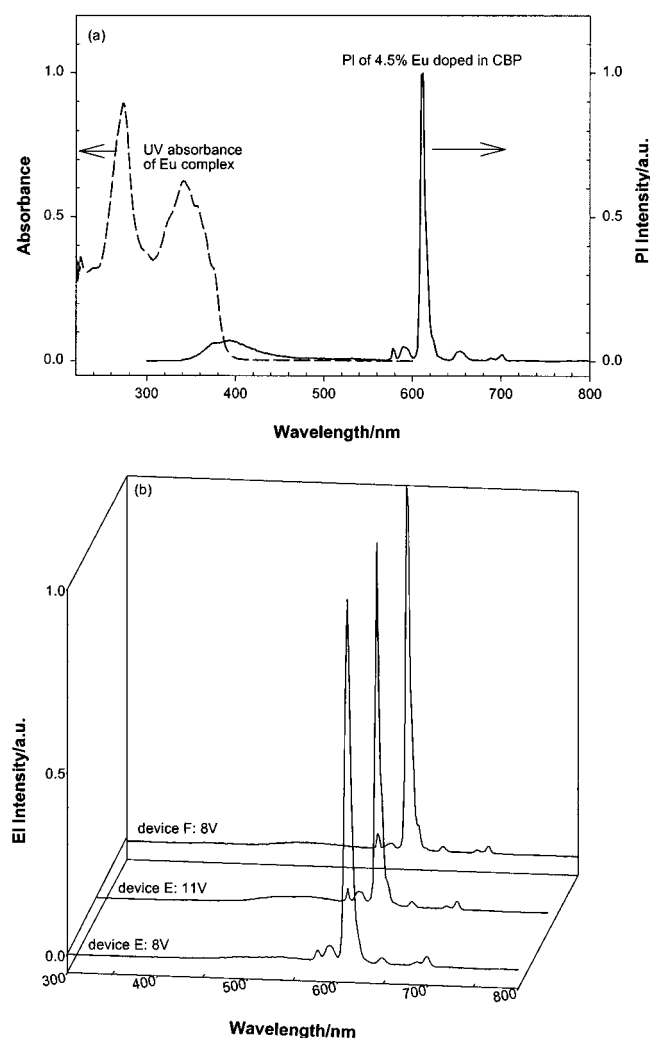 (a)
Pl of 4.5% Eu doped in CBP
1.0
1.0
UV absbance
of Eu complex
Absorbance
Pl Intensity/a.u.
0.5
0.5
0.0
0.0
300
400
500
600
700
800
Wavelength/nm
(b)
1.0
El Intensity/a.u.
0.5
device F: 8V
device E: 11V
device E: 8V
0.0
300
400
500
600
700
800
Wavelength/nm